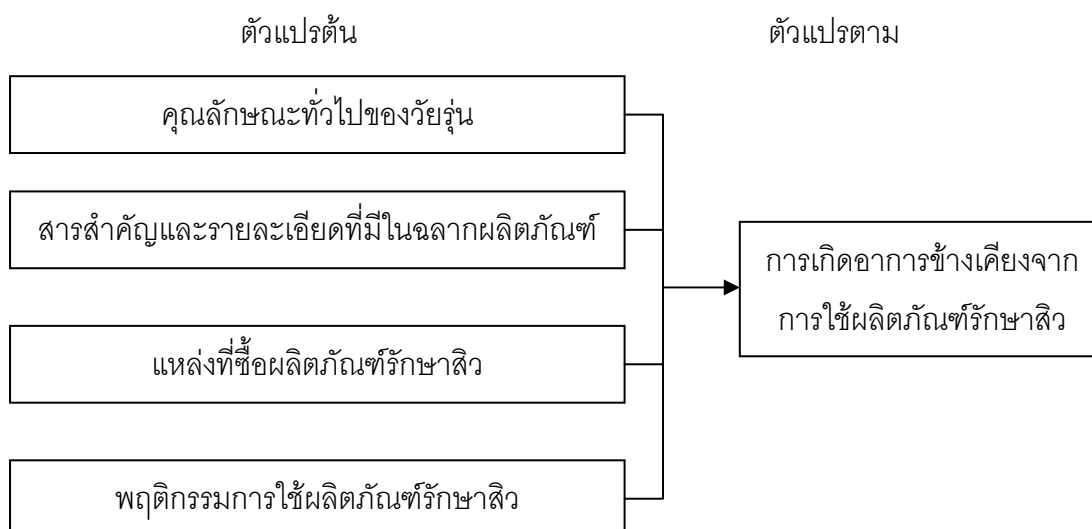 ตัวแปรต้น
ตัวแปรตาม
คุณลักษณะทั่วไปของวัยรุ่น
สารสำคัญและรายละเอียดที่มีในฉลากผลิตภัณฑ์
แหล่งที่ซื้อผลิตภัณฑ์รักษาสิว
พฤติกรรมการใช้ผลิตภัณฑ์รักษาสิว
การเกิดอาการข้างเคียงจาก
การใช้ผลิตภัณฑ์รักษาสิว